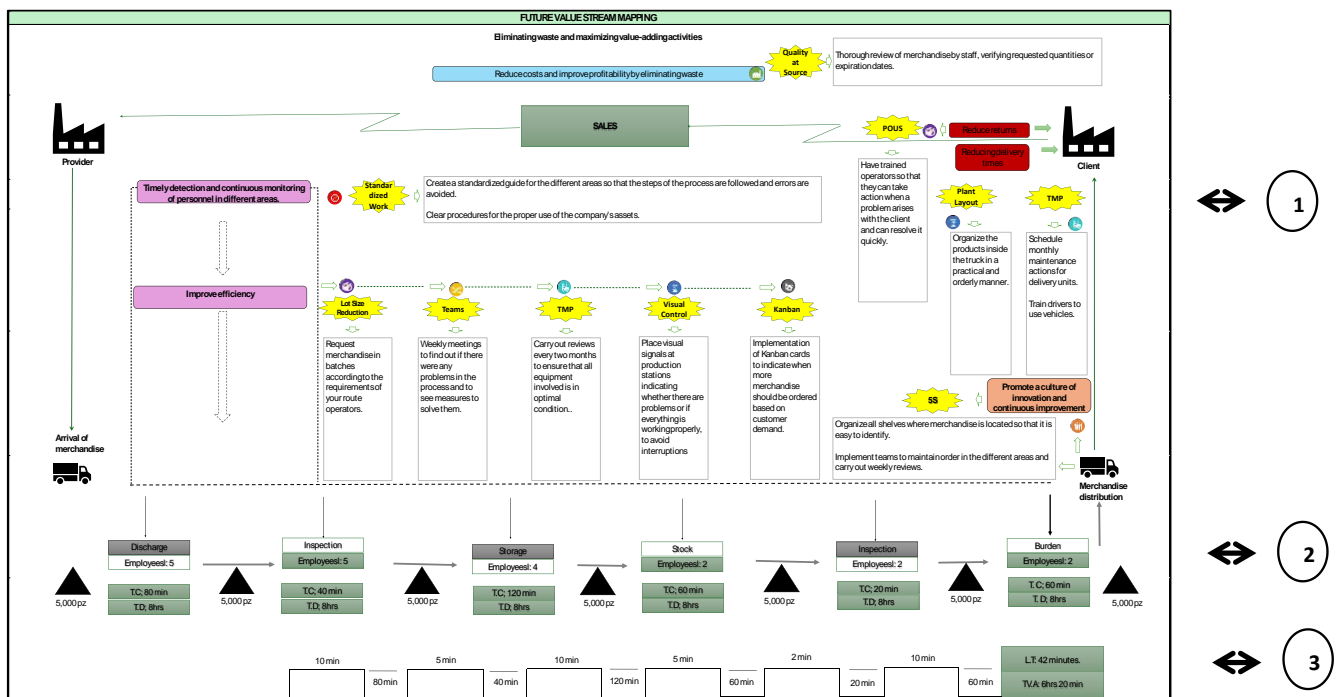 FUTURE VALUE STREAM MAPPING
Eliminating waste and maximizing value-adding activities
Reduce costs and improve profitability by eliminating waste
Quality
at
Source
Thorough review of merchandise by staff, verifying requested quantities or
expiration dates.
Provider
SALES
POUS
Reduce returns
Reducing delivery
times
Client
Timely detection and continuous monitoring
of personnel in different areas.
Standar
dized
Work
Create a standardized guide for the different areas so that the steps of the process are followed and errors are
avoided.
Clear procedures for the proper use of the company's assets.
Have trained
operators so that
they can take
action when a
problem arises
with the client
and can resolve it
quickly.
Plant
Layout
TMP
Organize the
products inside
the truck in a
practical and
orderly manner.
Schedule
monthly
maintenance
actions for
delivery units.
Train drivers to
use vehicles.
1
Improve efficiency
Lot Size
Reduction
Teams
TMP
Visual
Control
Kanban
Request
merchandise in
batches
according to the
requirements of
your route
operators.
Weekly meetings
to find out if there
were any
problems in the
process and to
see measures to
solve them.
Carry out reviews
every two months
to ensure that all
equipment
involved is in
optimal
condition..
Place visual
signals at
production
stations
indicating
whether there are
problems or if
everything is
working properly,
to avoid
interruptions
Implementation
of Kanban cards
to indicate when
more
merchandise
should be ordered
based on
customer
demand.
5S
Promote a culture of
innovation and
continuous improvement
Organize all shelves where merchandise is located so that it is
easy to identify.
Implement teams to maintain order in the different areas and
carry out weekly reviews.
Arrival of
merchandise
Merchandise
distribution
Discharge
Employeesl: 5
T.C; 80 min
T.D; 8hrs
Inspection
Employeesl: 5
T.C; 40 min
T.D; 8hrs
Storage
Employeesl: 4
T.C; 120 min
T.D; 8hrs
Stock
Employeesl: 2
T.C; 60 min
T.D; 8hrs
Inspection
Employeesl: 2
T.C; 20 min
T.D; 8hrs
Burden
Employeesl: 2
T. C; 60 min
T. D; 8hrs
2
5,000 pz
5,000 pz
5,000 pz
5,000 pz
5,000 pz
5,000 pz
5,000 pz
10 min
5 min
10 min
5 min
2 min
10 min
L.T: 42 minutes.
3
80 min
40 min
120 min
60 min
20 min
60 min
T.V.A: 6hrs 20 min